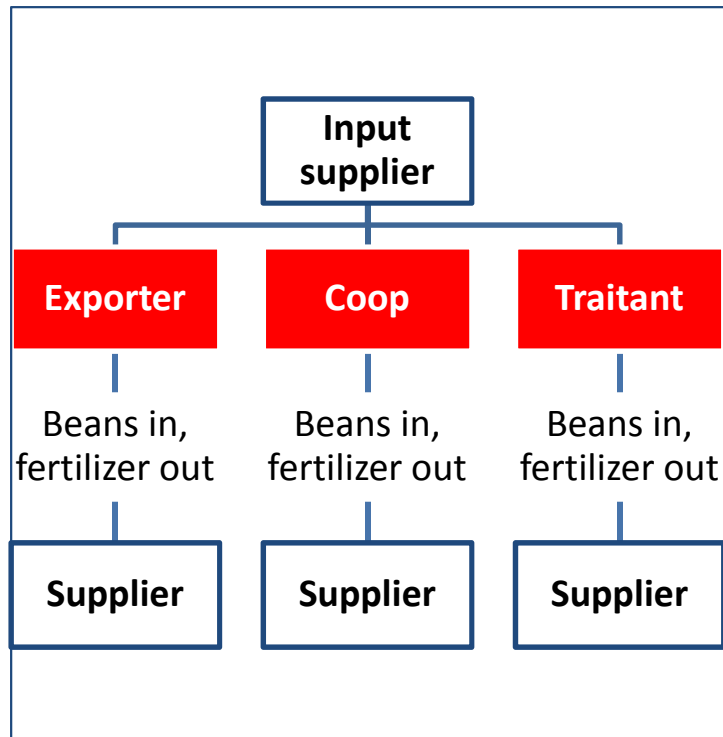 Input
supplier
Exporter
Coop
Traitant
Beans in,
fertilizer out
Beans in,
fertilizer out
Beans in,
fertilizer out
Supplier
Supplier
Supplier